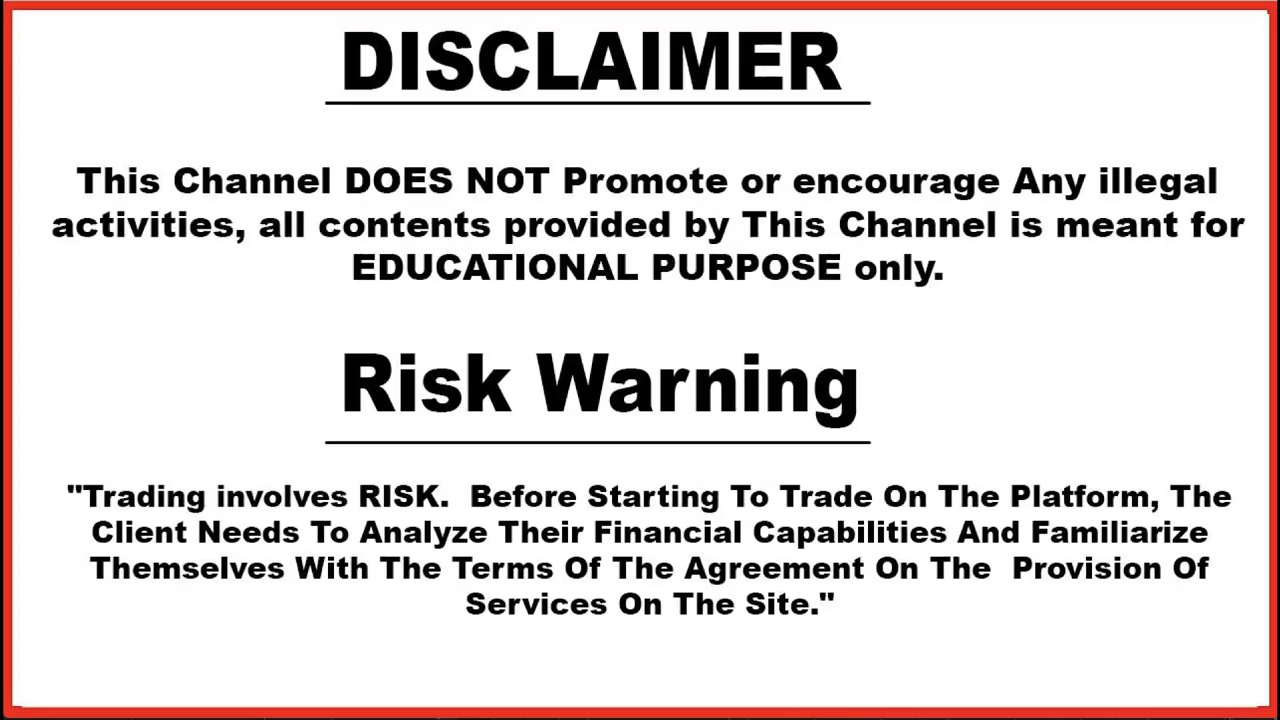 DISCLAIMER
This Channel DOES NOT Promote or encourage Any illegal
activities, all contents provided by This Channel is meant for
EDUCATIONAL PURPOSE only.
Risk Warning
"Trading involves RISK.  Before Starting To Trade On The Platform, The
Client Needs To Analyze Their Financial Capabilities And Familiarize
Themselves With The Terms Of The Agreement On The  Provision Of
Services On The Site."